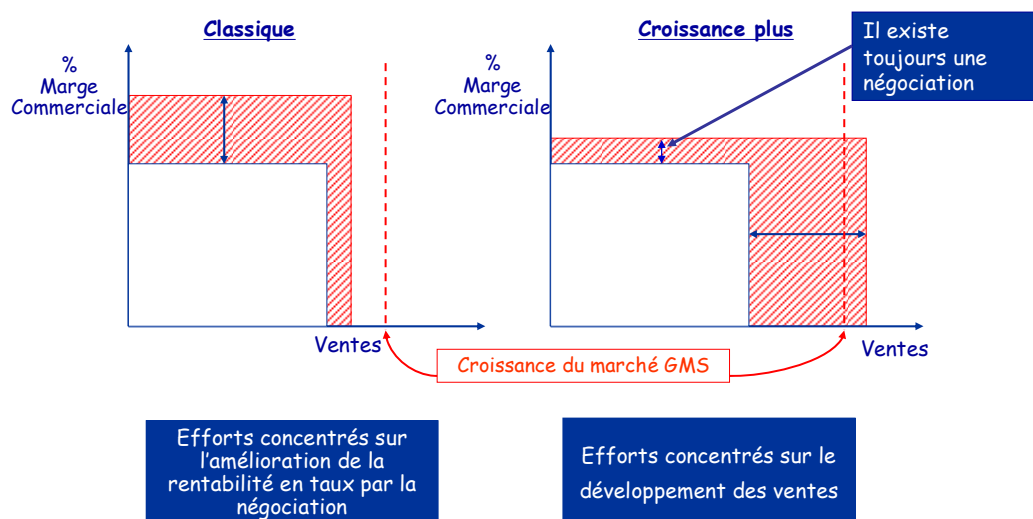 Classique
%
Marge
Commerciale
Ventes
Croissance plus
%
Marge
Commerciale
Ventes
Il existe
toujours une
négociation
Croissance du marché GMS
Efforts concentrés sur
l'amélioration de la
rentabilité en taux par la
négociation
Efforts concentrés sur le
développement des ventes